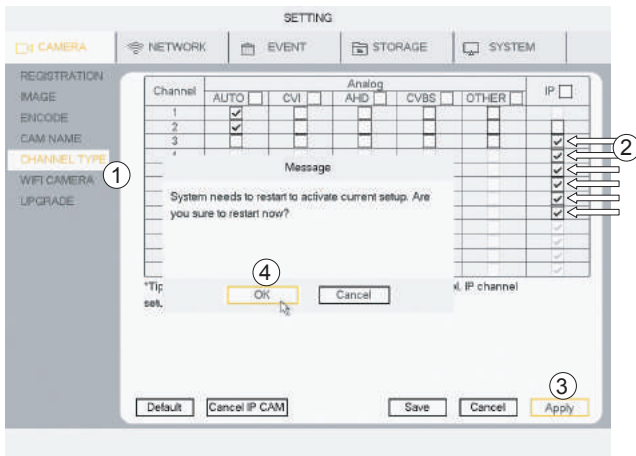 SETTING
CAMERA NETWORK EVENT STORAGE SYSTEM
REGISTRATION
IMAGE
ENCODE
CAM NAME
CHANNEL TYPE
WIFI CAMERA
UPGRADE
1
Channel Analog IP
AUTO CVI AHD CVBS OTHER
1
2
3
2
Message
System needs to restart to activate current setup. Are
you sure to restart now?
4
OK Cancel
*Tip l. IP channel
set.
3
Default Cancel IP CAM Save Cancel Apply